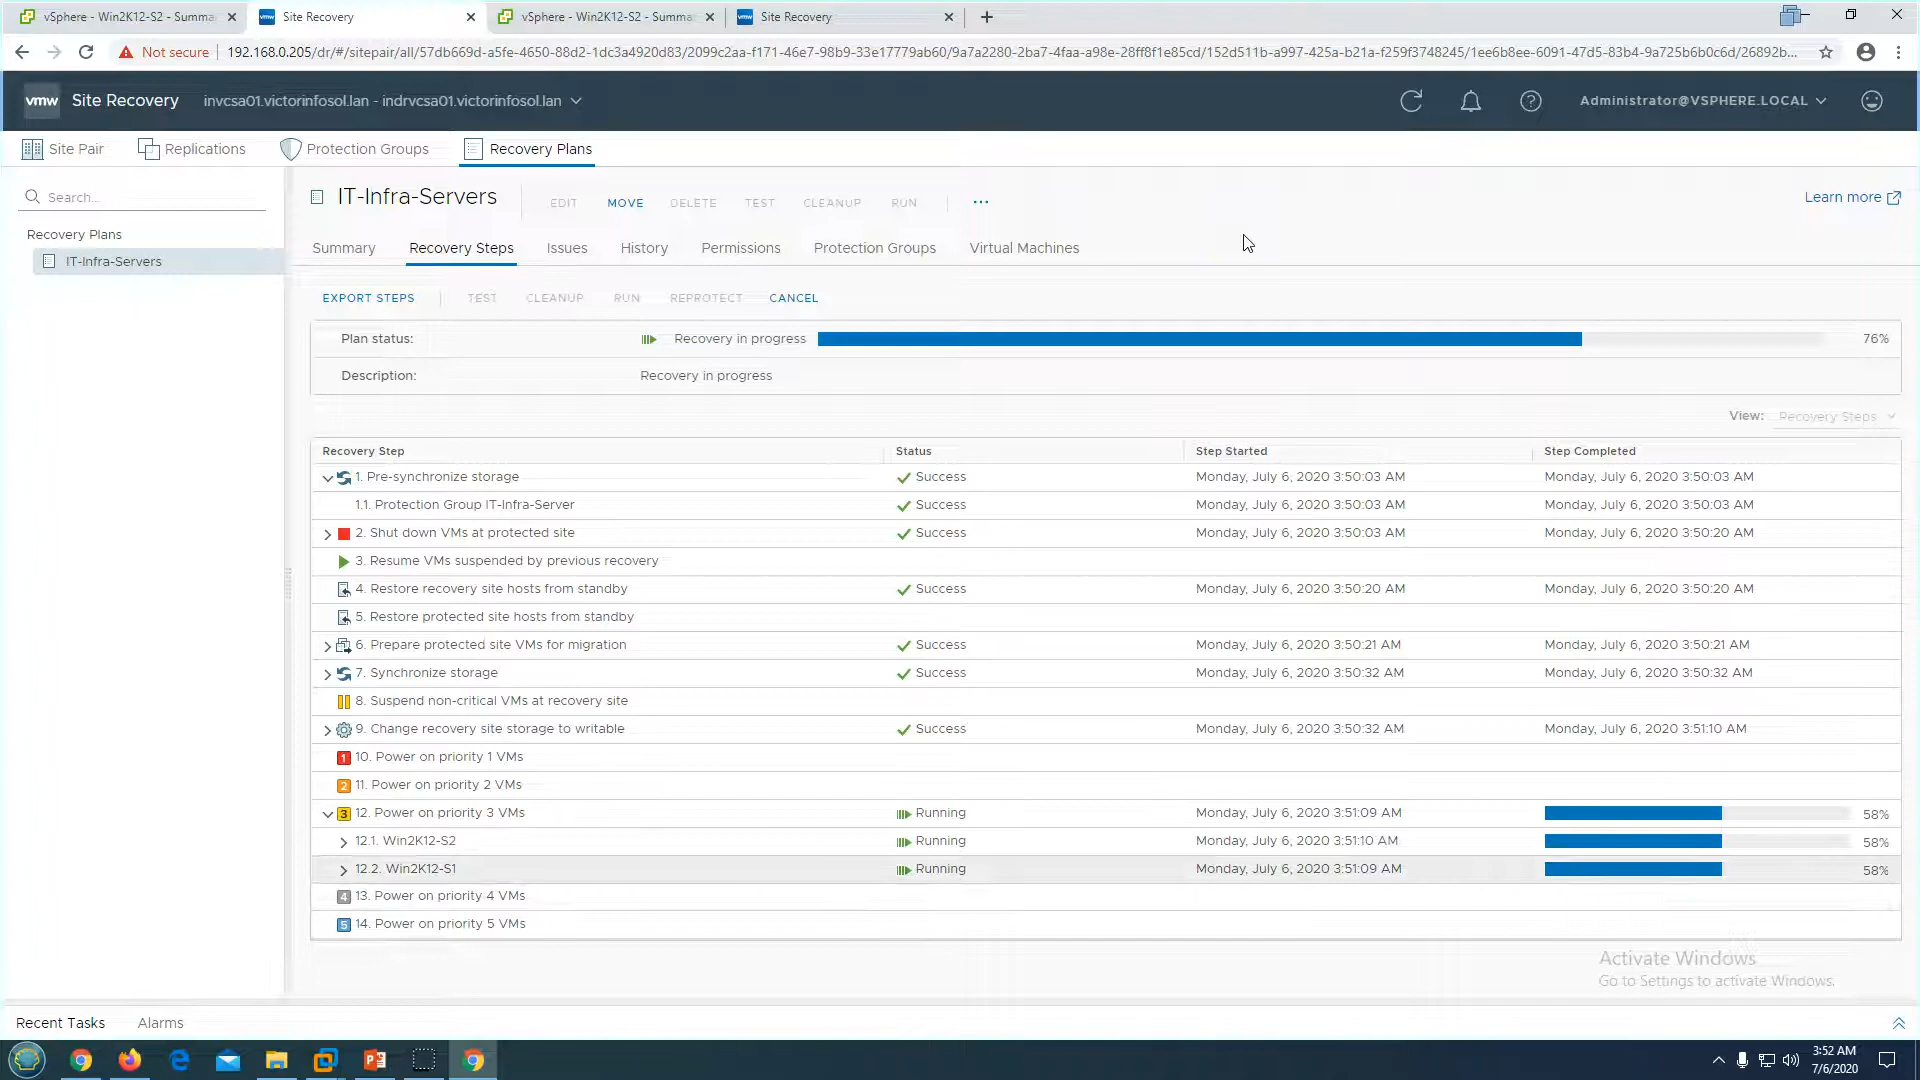 vSphere - Win2K12-S2 - Summa
Site Recovery
vSphere - Win2K12-S2 - Summa
Site Recovery
Not secure
192.168.0.205/dr/#/sitepair/all/57db669d-a5fe-4650-88d2-1dc3a4920d83/2099c2aa-f171-46e7-98b9-33e17779ab60/9a7a2280-2ba7-4faa-a98e-28ff8f1e85cd/152d511b-a997-425a-b21a-f259f3748245/1ee6b8ee-6091-47d5-83b4-9a725b6b0c6d/26892b...
vmw Site Recovery invcsa01.victorinfosol.lan - indrvcsa01.victorinfosol.lan
Administrator@VSPHERE.LOCAL
Site Pair Replications Protection Groups Recovery Plans
Search...
Recovery Plans
IT-Infra-Servers
IT-Infra-Servers EDIT MOVE DELETE TEST CLEANUP RUN ...
Learn more
Summary Recovery Steps Issues History Permissions Protection Groups Virtual Machines
EXPORT STEPS TEST CLEANUP RUN REPROTECT CANCEL
Plan status: Recovery in progress 76%
Description: Recovery in progress
View: Recovery Steps
Recovery Step Status Step Started Step Completed
1. Pre-synchronize storage Success Monday, July 6, 2020 3:50:03 AM Monday, July 6, 2020 3:50:03 AM
1.1. Protection Group IT-Infra-Server Success Monday, July 6, 2020 3:50:03 AM Monday, July 6, 2020 3:50:03 AM
2. Shut down VMs at protected site Success Monday, July 6, 2020 3:50:03 AM Monday, July 6, 2020 3:50:20 AM
3. Resume VMs suspended by previous recovery
4. Restore recovery site hosts from standby Success Monday, July 6, 2020 3:50:20 AM Monday, July 6, 2020 3:50:20 AM
5. Restore protected site hosts from standby
6. Prepare protected site VMs for migration Success Monday, July 6, 2020 3:50:21 AM Monday, July 6, 2020 3:50:21 AM
7. Synchronize storage Success Monday, July 6, 2020 3:50:32 AM Monday, July 6, 2020 3:50:32 AM
8. Suspend non-critical VMs at recovery site
9. Change recovery site storage to writable Success Monday, July 6, 2020 3:50:32 AM Monday, July 6, 2020 3:51:10 AM
1 10. Power on priority 1 VMs
2 11. Power on priority 2 VMs
3 12. Power on priority 3 VMs Running Monday, July 6, 2020 3:51:09 AM 58%
12.1. Win2K12-S2 Running Monday, July 6, 2020 3:51:10 AM 58%
12.2. Win2K12-S1 Running Monday, July 6, 2020 3:51:09 AM 58%
4 13. Power on priority 4 VMs
5 14. Power on priority 5 VMs
Activate Windows
Go to Settings to activate Windows.
Recent Tasks Alarms
3:52 AM
7/6/2020